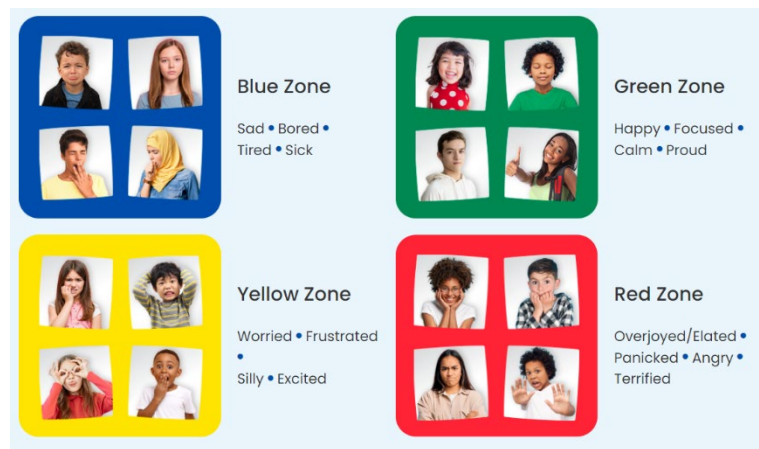 Blue Zone
Sad • Bored •
Tired • Sick
Green Zone
Happy • Focused •
Calm • Proud
Yellow Zone
Worried • Frustrated
•
Silly • Excited
Red Zone
Overjoyed/Elated •
Panicked • Angry •
Terrified